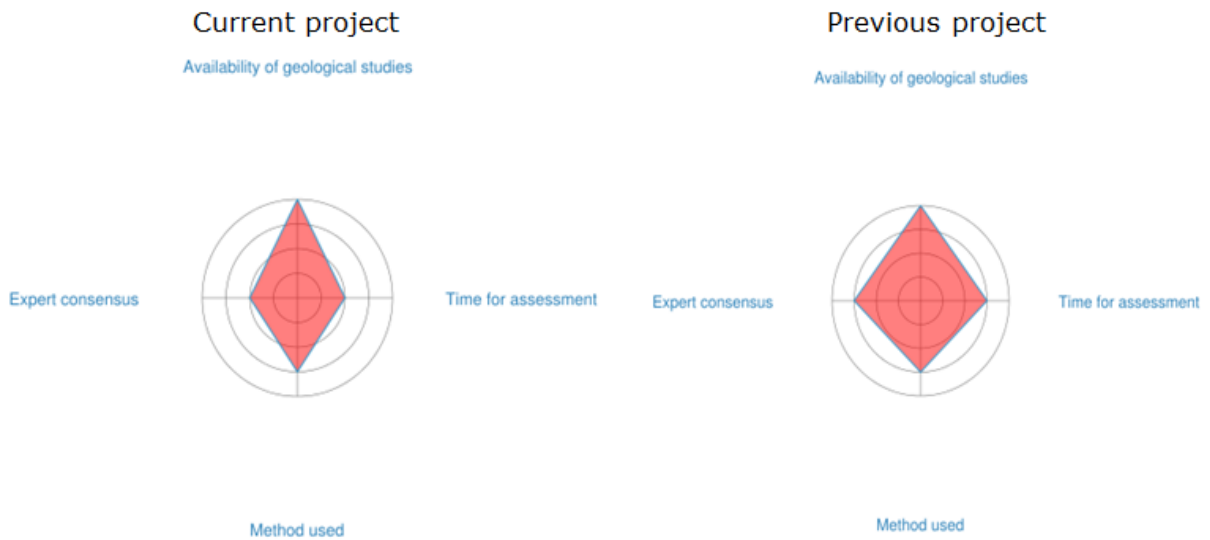 Current project
Availability of geological studies
Expert consensus
Time for assessment
Method used
Previous project
Availability of geological studies
Expert consensus
Time for assessment
Method used